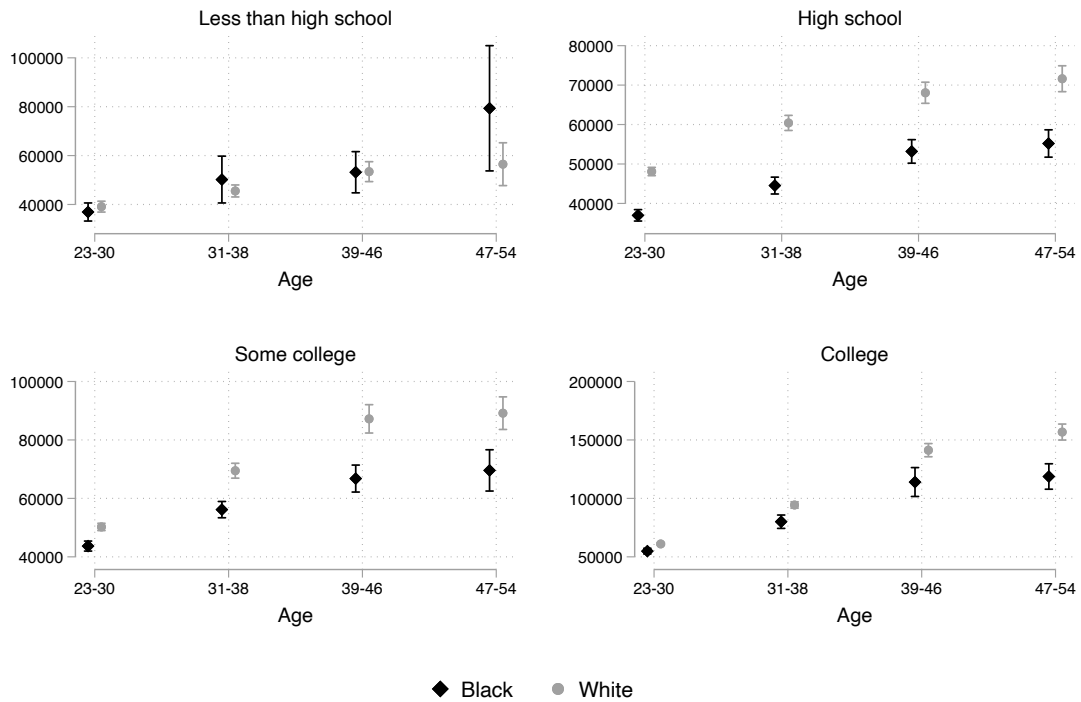 Less than high school
100000
80000
60000
40000
23-30 31-38 39-46 47-54
Age
High school
80000
70000
60000
50000
40000
23-30 31-38 39-46 47-54
Age
Some college
100000
80000
60000
40000
23-30 31-38 39-46 47-54
Age
College
200000
150000
100000
50000
23-30 31-38 39-46 47-54
Age
Black White